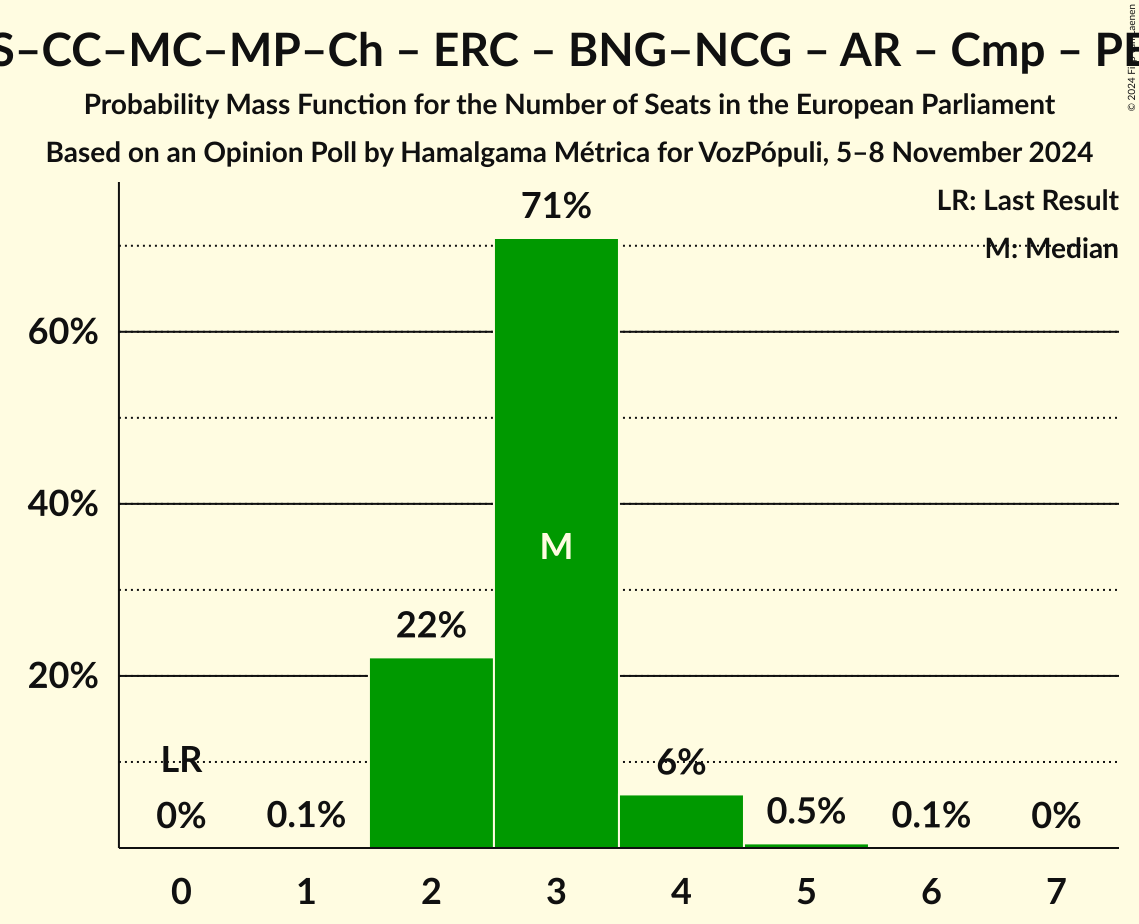 S–CC–MC–MP–Ch – ERC – BNG–NCG – AR – Cmp – PE
Probability Mass Function for the Number of Seats in the European Parliament
Based on an Opinion Poll by Hamalgama Métrica for VozPópuli, 5–8 November 2024
© 2024
LR: Last Result
M: Median
71%
60%
40%
M
22%
20%
LR
6%
0%
0.1%
0.5%
0.1%
0%
0 1 2 3 4 5 6 7